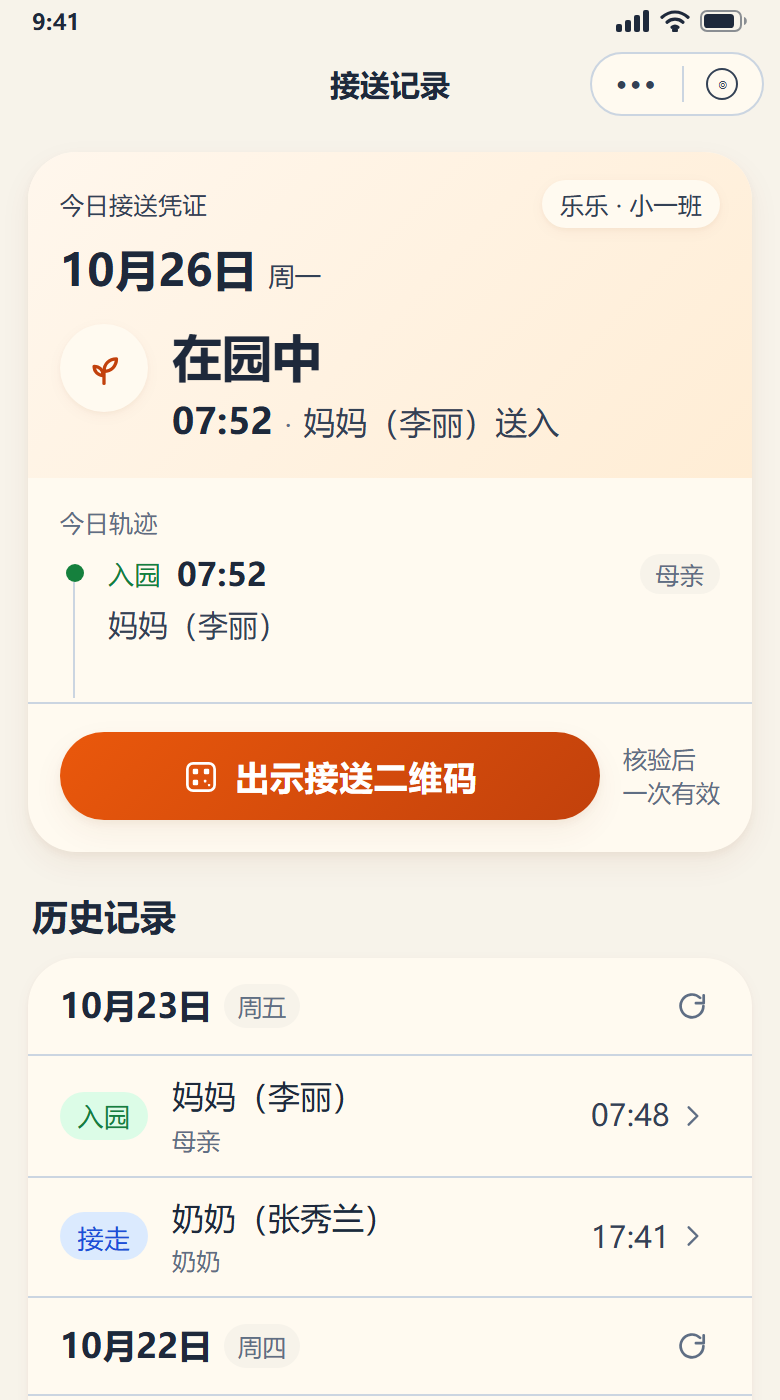 9:41
接送记录
今日接送凭证
乐乐 · 小一班
10月26日 周一
在园中
07:52 · 妈妈（李丽）送入
今日轨迹
入园 07:52
母亲
妈妈（李丽）
出示接送二维码
核验后
一次有效
历史记录
10月23日 周五
入园
妈妈（李丽）
母亲
07:48
接走
奶奶（张秀兰）
奶奶
17:41
10月22日 周四